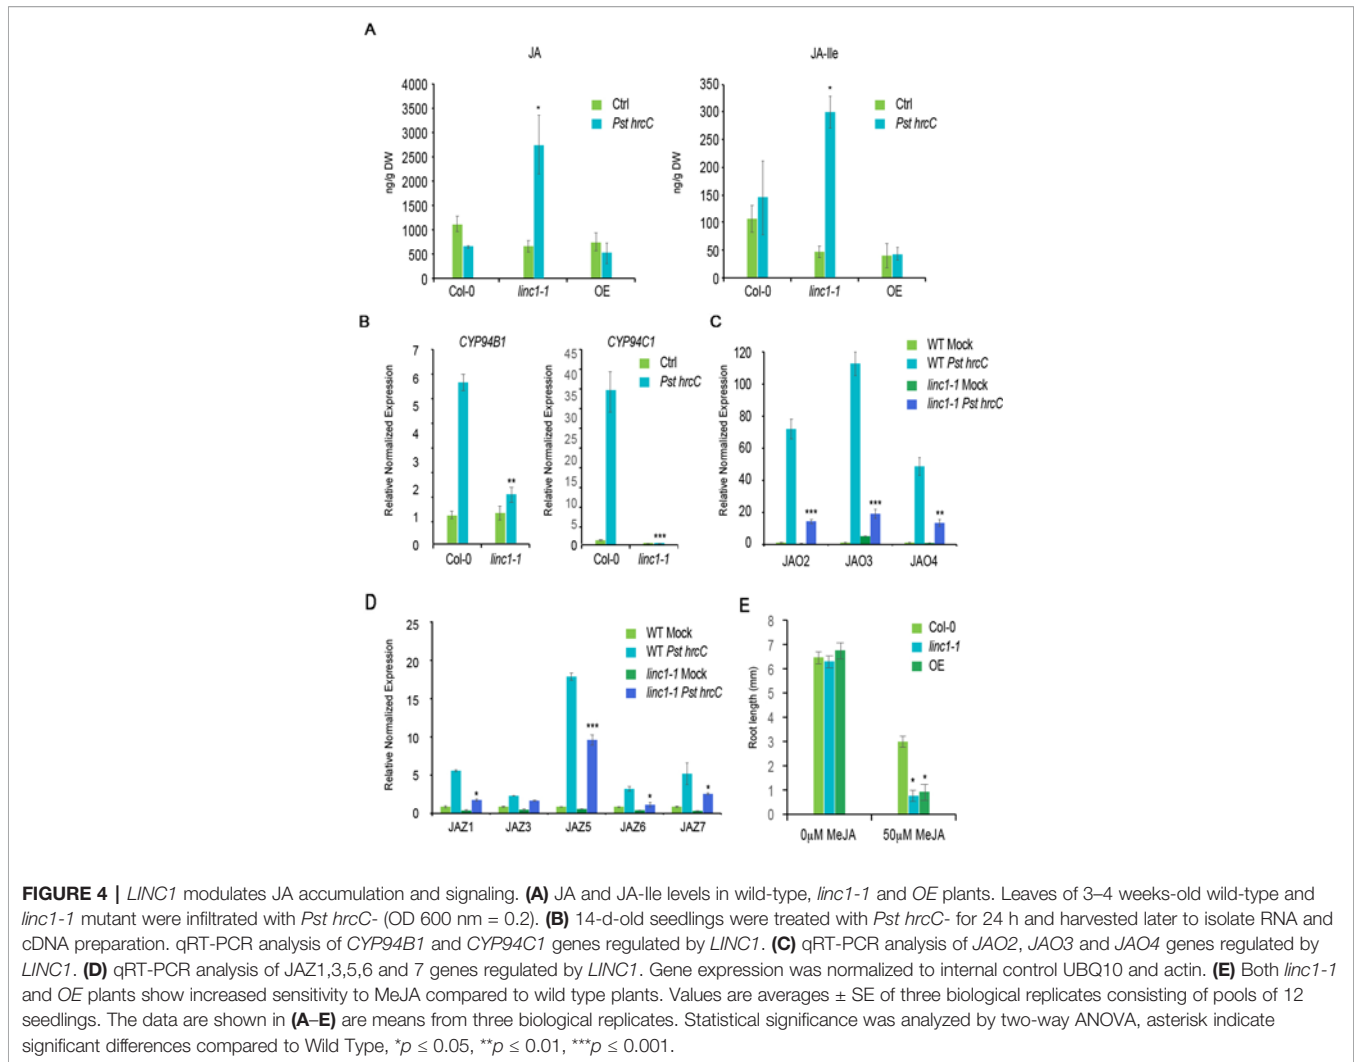 A
JA
JA-Ile
4000
3500
3000
2500
2000
1500
1000
500
0
ng/g DW
Ctrl
Pst hrcC
Col-0
linc1-1
OE
350
300
250
200
150
100
50
0
ng/g DW
Ctrl
Pst hrcC
Col-0
linc1-1
OE
*
*
B
CYP94B1
CYP94C1
7
6
5
4
4
3
2
1
1
0
Relative Normalized Expression
**
Col-0
linc1-1
45
40
35
30
35
30
25
20
15
10
5
0
Relative Normalized Expression
Ctrl
Pst hrcC
***
Col-0
linc1-1
C
WT Mock
WT Pst hrcC
linc1-1 Mock
linc1-1 Pst hrcC
120
100
80
60
40
20
0
Relative Normalized Expression
***
***
**
JAO2
JAO3
JAO4
D
WT Mock
WT Pst hrcC
linc1-1 Mock
linc1-1 Pst hrcC
25
20
15
10
5
0
Relative Normalized Expression
*
***
*
*
JAZ1
JAZ3
JAZ5
JAZ6
JAZ7
E
Col-0
linc1-1
OE
8
7
6
5
4
3
2
1
0
Root length (mm)
* *
0µM MeJA
50µM MeJA
FIGURE 4 | LINC1 modulates JA accumulation and signaling. (A) JA and JA-Ile levels in wild-type, linc1-1 and OE plants. Leaves of 3–4 weeks-old wild-type and
linc1-1 mutant were infiltrated with Pst hrcC- (OD 600 nm = 0.2). (B) 14-d-old seedlings were treated with Pst hrcC- for 24 h and harvested later to isolate RNA and
cDNA preparation. qRT-PCR analysis of CYP94B1 and CYP94C1 genes regulated by LINC1. (C) qRT-PCR analysis of JAO2, JAO3 and JAO4 genes regulated by
LINC1. (D) qRT-PCR analysis of JAZ1,3,5,6 and 7 genes regulated by LINC1. Gene expression was normalized to internal control UBQ10 and actin. (E) Both linc1-1
and OE plants show increased sensitivity to MeJA compared to wild type plants. Values are averages ± SE of three biological replicates consisting of pools of 12
seedlings. The data are shown in (A–E) are means from three biological replicates. Statistical significance was analyzed by two-way ANOVA, asterisk indicate
significant differences compared to Wild Type, *p ≤ 0.05, **p ≤ 0.01, ***p ≤ 0.001.